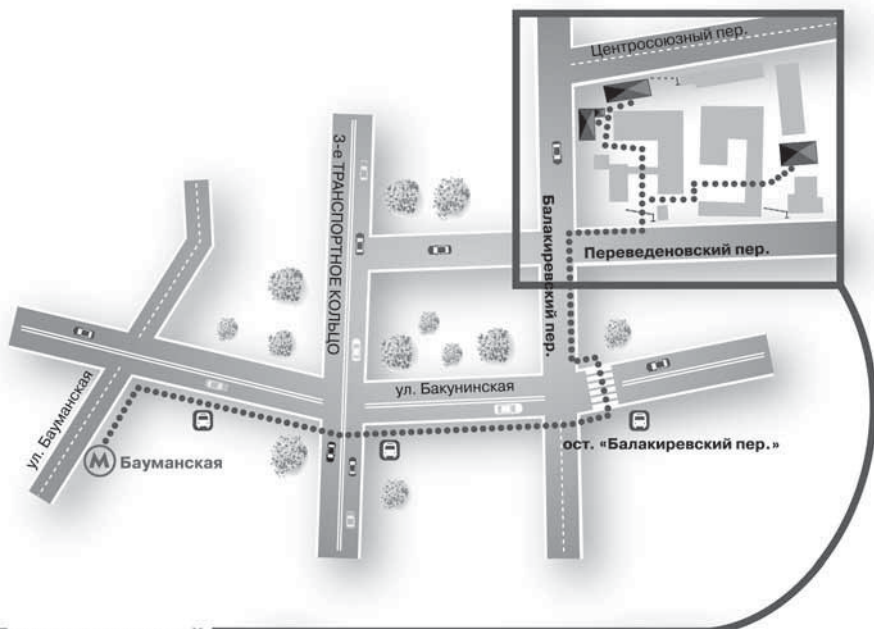 Центросоюзный пер.
3-е ТРАНСПОРТНОЕ КОЛЬЦО
Балакиревский пер.
Переведеновский пер.
ул. Бауманская
ул. Бакунинская
М Бауманская
ост. «Балакиревский пер.»